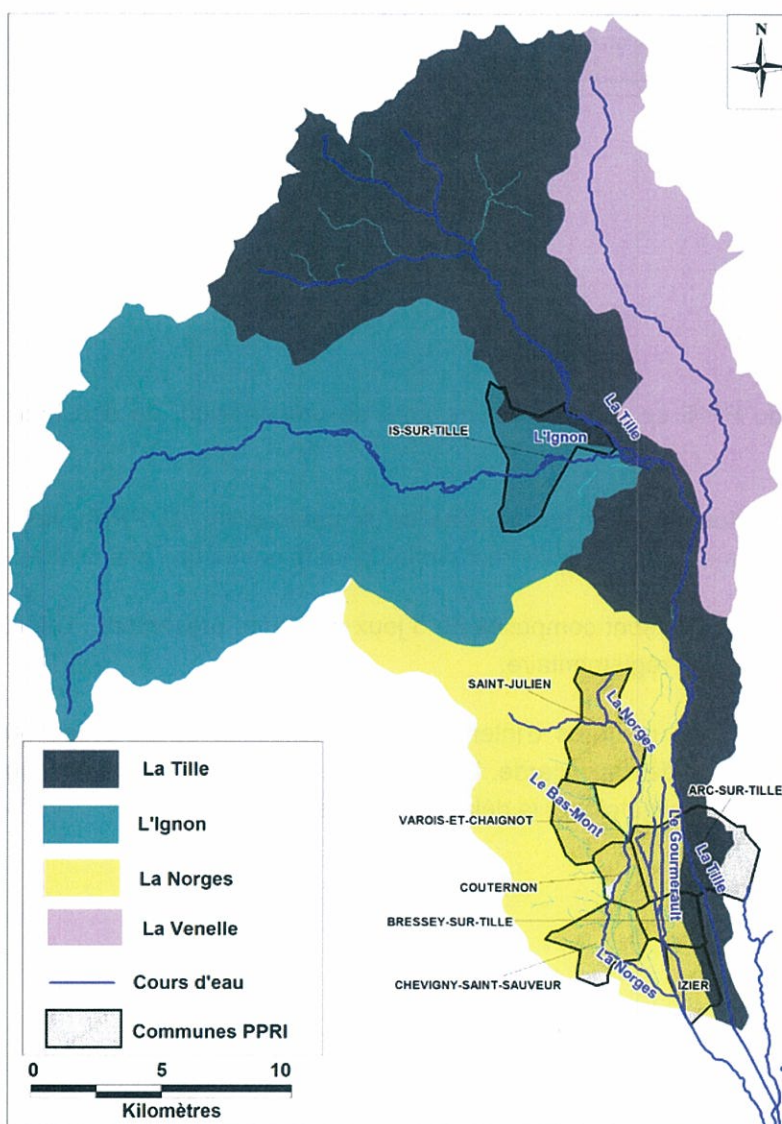 N
La Tille
IS-SUR-TILLE
L'Ignon
SAINT-JULIEN
La Norges
Le Bas-Mont
ARC-SUR-TILLE
VAROIS-ET-CHAIGNOT
Le Gourmerault
La Tille
COUTERNON
BRESSEY-SUR-TILLE
La Norges
CHEVIGNY-SAINT-SAUVEUR
IZIER
La Tille
L'Ignon
La Norges
La Venelle
Cours d'eau
Communes PPRI
0 5 10
Kilomètres